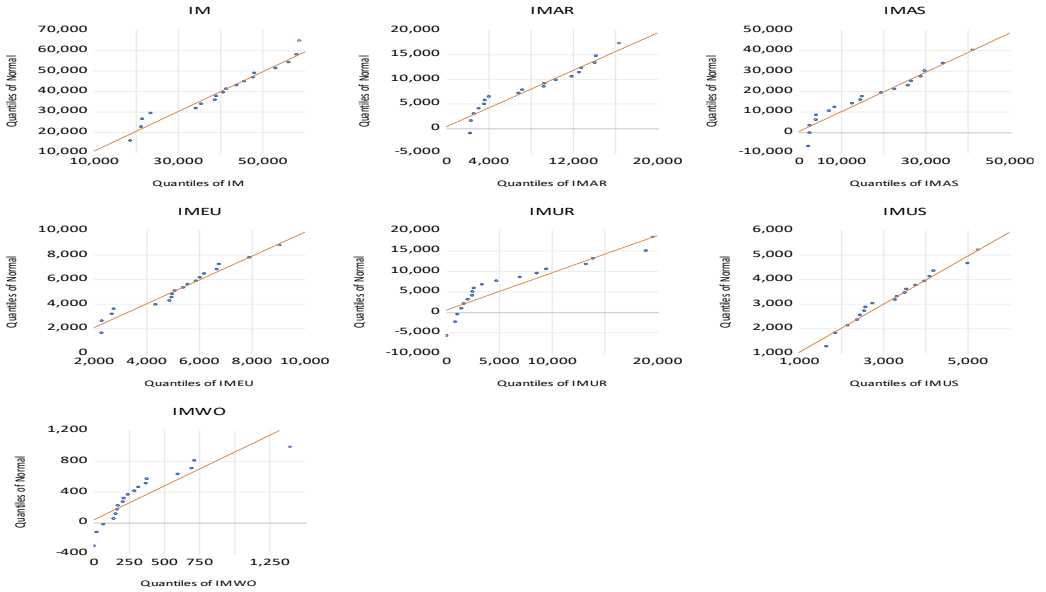 IM
70,000
60,000
50,000
40,000
30,000
20,000
10,000
10,000 30,000 50,000
Quantiles of Normal
Quantiles of IM
IMAR
20,000
15,000
10,000
5,000
0
-5,000
0 4,000 8,000 12,000 16,000 20,000
Quantiles of Normal
Quantiles of IMAR
IMAS
50,000
40,000
30,000
20,000
10,000
0
-10,000
0 10,000 20,000 30,000 50,000
Quantiles of Normal
Quantiles of IMAS
IMEU
10,000
8,000
6,000
4,000
2,000
0
2,000 4,000 6,000 8,000 10,000
Quantiles of Normal
Quantiles of IMEU
IMUR
20,000
15,000
10,000
5,000
0
-5,000
-10,000
0 5,000 10,000 20,000
Quantiles of Normal
Quantiles of IMUR
IMUS
6,000
5,000
4,000
3,000
2,000
1,000
1,000 3,000 5,000
Quantiles of Normal
Quantiles of IMUS
IMWO
1,200
800
400
0
-400
0 250 500 750 1,250
Quantiles of Normal
Quantiles of IMWO